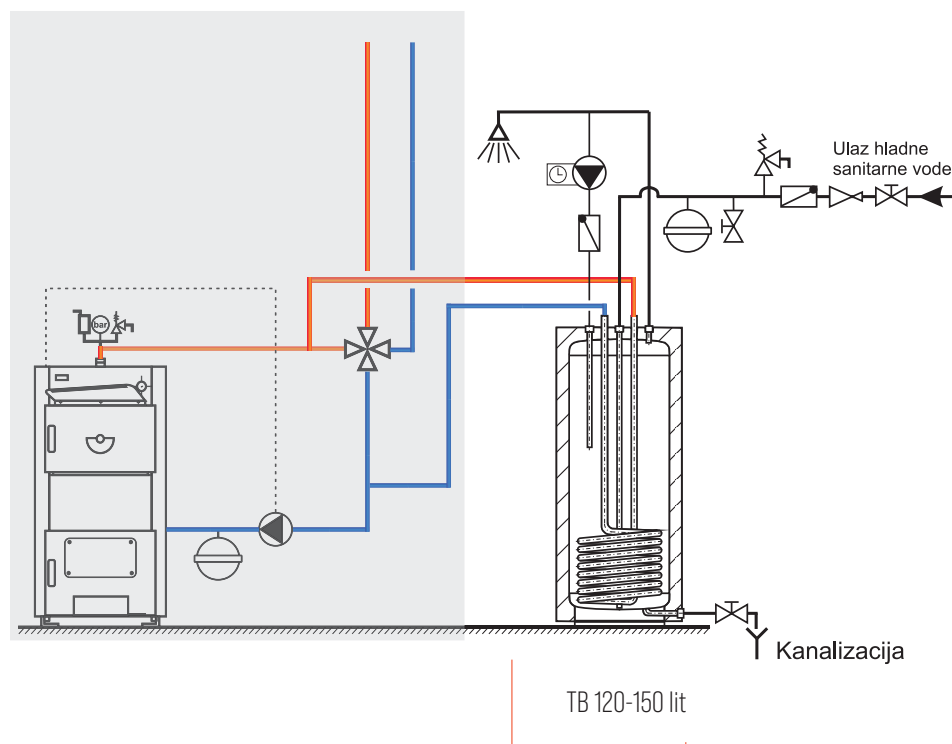 Ulaz hladne
sanitarne vode
bar
Kanalizacija
TB 120-150 lit